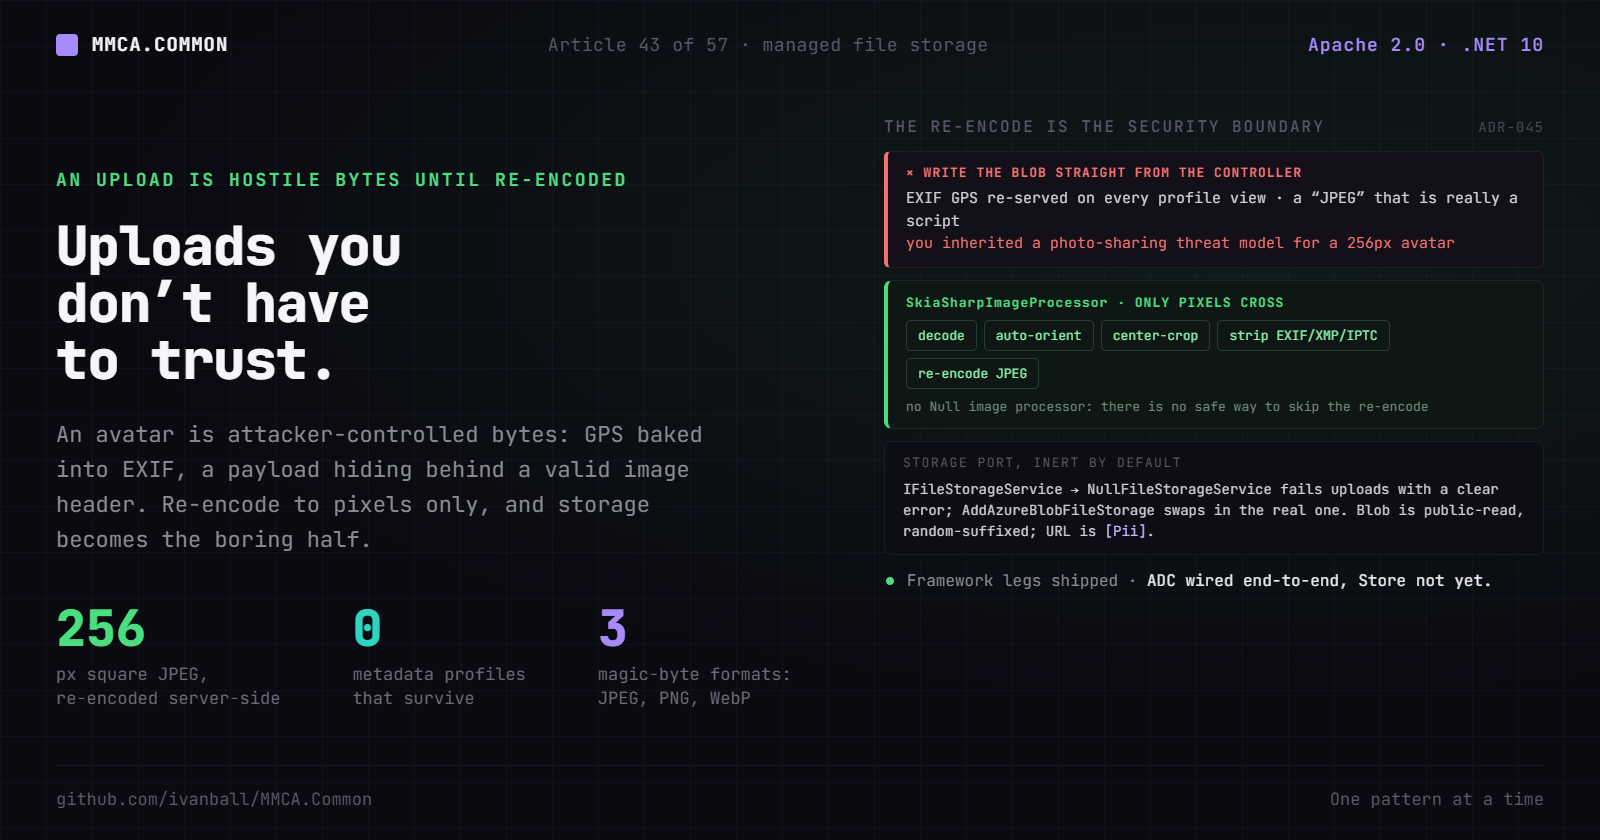 MMCA.COMMON
Article 43 of 57 · managed file storage
Apache 2.0 · .NET 10
AN UPLOAD IS HOSTILE BYTES UNTIL RE-ENCODED
Uploads you
don’t have
to trust.
An avatar is attacker-controlled bytes: GPS baked
into EXIF, a payload hiding behind a valid image
header. Re-encode to pixels only, and storage
becomes the boring half.
256
px square JPEG,
re-encoded server-side
0
metadata profiles
that survive
3
magic-byte formats:
JPEG, PNG, WebP
THE RE-ENCODE IS THE SECURITY BOUNDARY
ADR-045
× WRITE THE BLOB STRAIGHT FROM THE CONTROLLER
EXIF GPS re-served on every profile view · a “JPEG” that is really a
script
you inherited a photo-sharing threat model for a 256px avatar
SkiaSharpImageProcessor · ONLY PIXELS CROSS
decode
auto-orient
center-crop
strip EXIF/XMP/IPTC
re-encode JPEG
no Null image processor: there is no safe way to skip the re-encode
STORAGE PORT, INERT BY DEFAULT
IFileStorageService → NullFileStorageService fails uploads with a clear
error; AddAzureBlobFileStorage swaps in the real one. Blob is public-read,
random-suffixed; URL is [Pii].
Framework legs shipped · ADC wired end-to-end, Store not yet.
github.com/ivanball/MMCA.Common
One pattern at a time